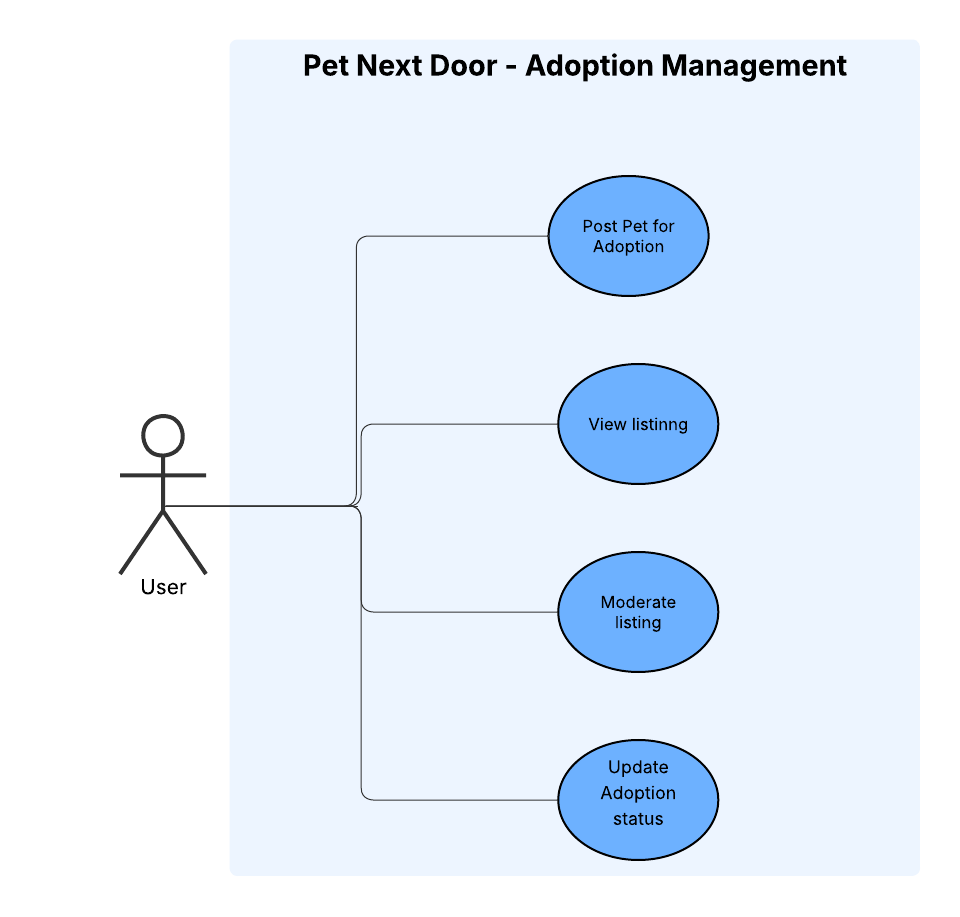 Pet Next Door - Adoption Management
Post Pet for
Adoption
View listinng
User
Moderate
listing
Update
Adoption
status